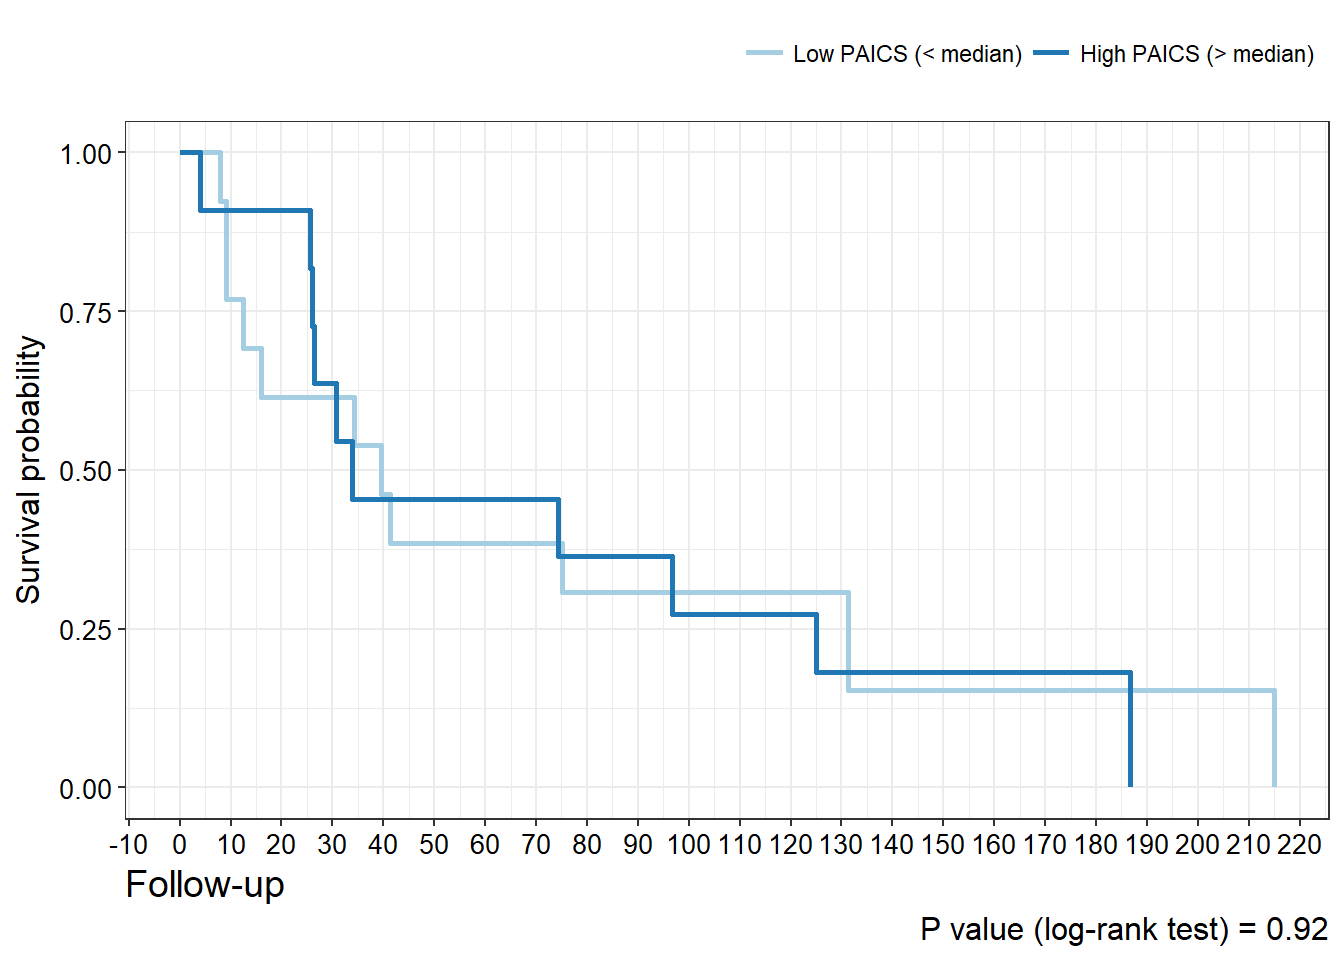 Low PAICS (< median) High PAICS (> median)
1.00
0.75
0.50
0.25
0.00
Survival probability
-10 0 10 20 30 40 50 60 70 80 90 100 110 120 130 140 150 160 170 180 190 200 210 220
Follow-up
P value (log-rank test) = 0.92